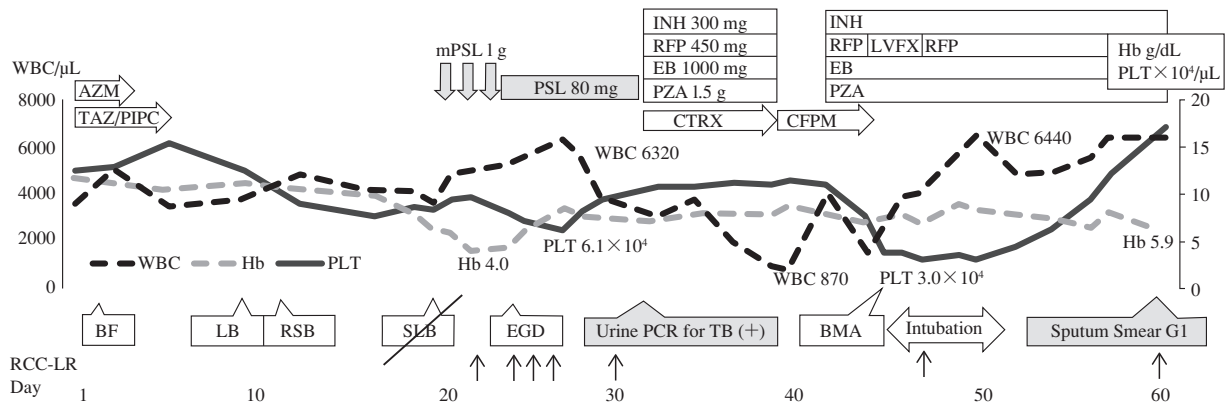 INH 300 mg
INH
mPSL 1 g
RFP 450 mg
RFP LVFX RFP
Hb g/dL
WBC/μL
EB 1000 mg
EB
PLT×10⁴/μL
AZM
PSL 80 mg
PZA 1.5 g
PZA
8000
20
TAZ/PIPC
CTRX
CFPM
6000
WBC 6320
WBC 6440
15
4000
10
2000
PLT 6.1×10⁴
5
WBC Hb PLT
Hb 4.0
WBC 870
PLT 3.0×10⁴
Hb 5.9
0
0
BF
LB
RSB
SLB
EGD
Urine PCR for TB (+)
BMA
Intubation
Sputum Smear G1
RCC-LR
Day 1 10 20 30 40 50 60